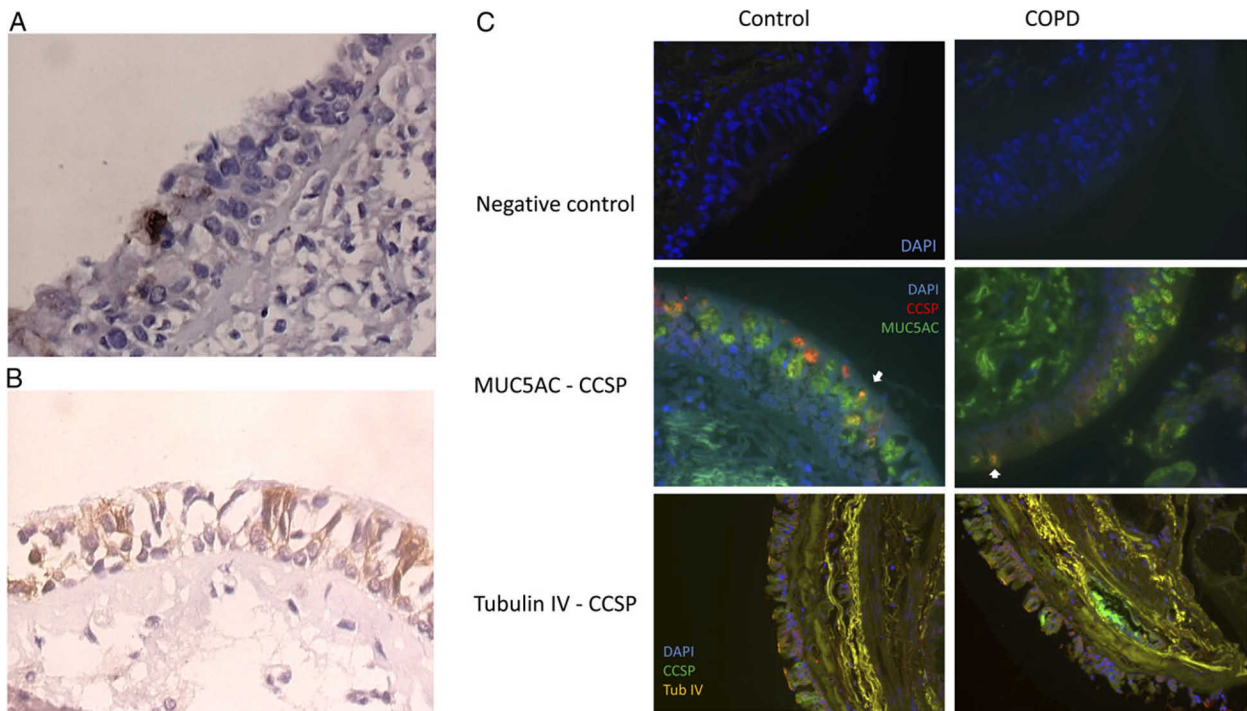 A
B
C
Control
COPD
Negative control
DAPI
MUC5AC - CCSP
DAPI
CCSP
MUC5AC
Tubulin IV - CCSP
DAPI
CCSP
Tub IV